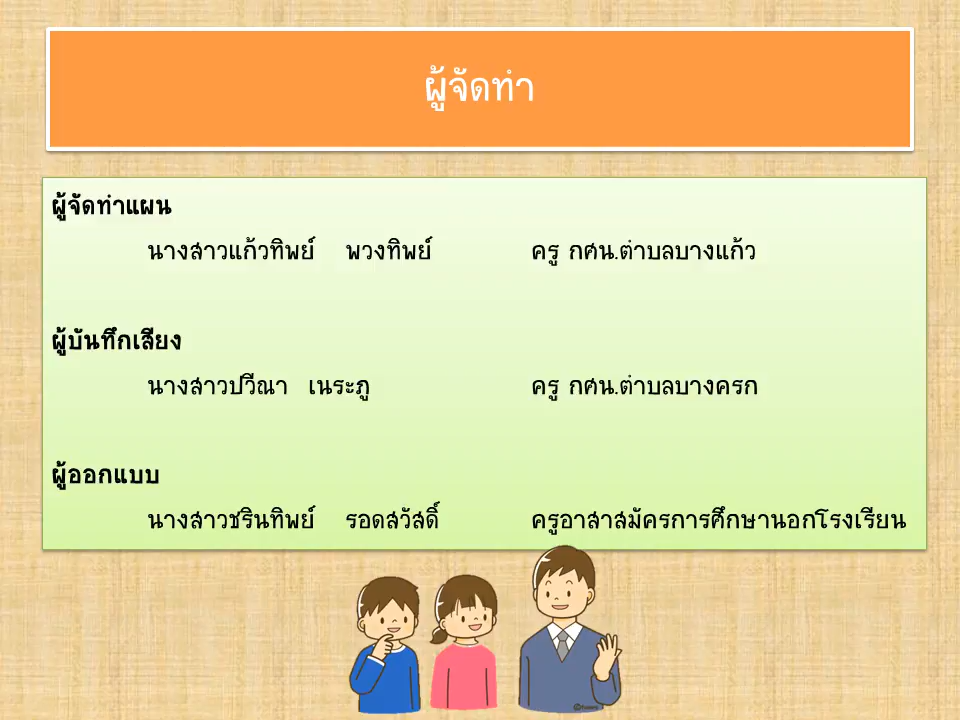 ผู้จัดทำ
ผู้จัดทำแผน
นางสาวแก้วทิพย์ พวงทิพย์ ครู กศน.ตำบลบางแก้ว
ผู้บันทึกเสียง
นางสาวปวีณา เนระภู ครู กศน.ตำบลบางครก
ผู้ออกแบบ
นางสาวชรินทิพย์ รอดสวัสดิ์ ครูอาสาสมัครการศึกษานอกโรงเรียน